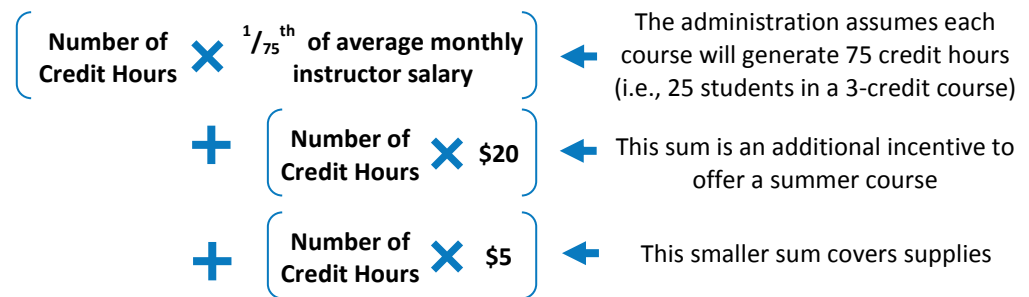 Number of Credit Hours × 1/75th of average monthly instructor salary
The administration assumes each
course will generate 75 credit hours
(i.e., 25 students in a 3-credit course)
+ Number of Credit Hours × $20
This sum is an additional incentive to
offer a summer course
+ Number of Credit Hours × $5
This smaller sum covers supplies